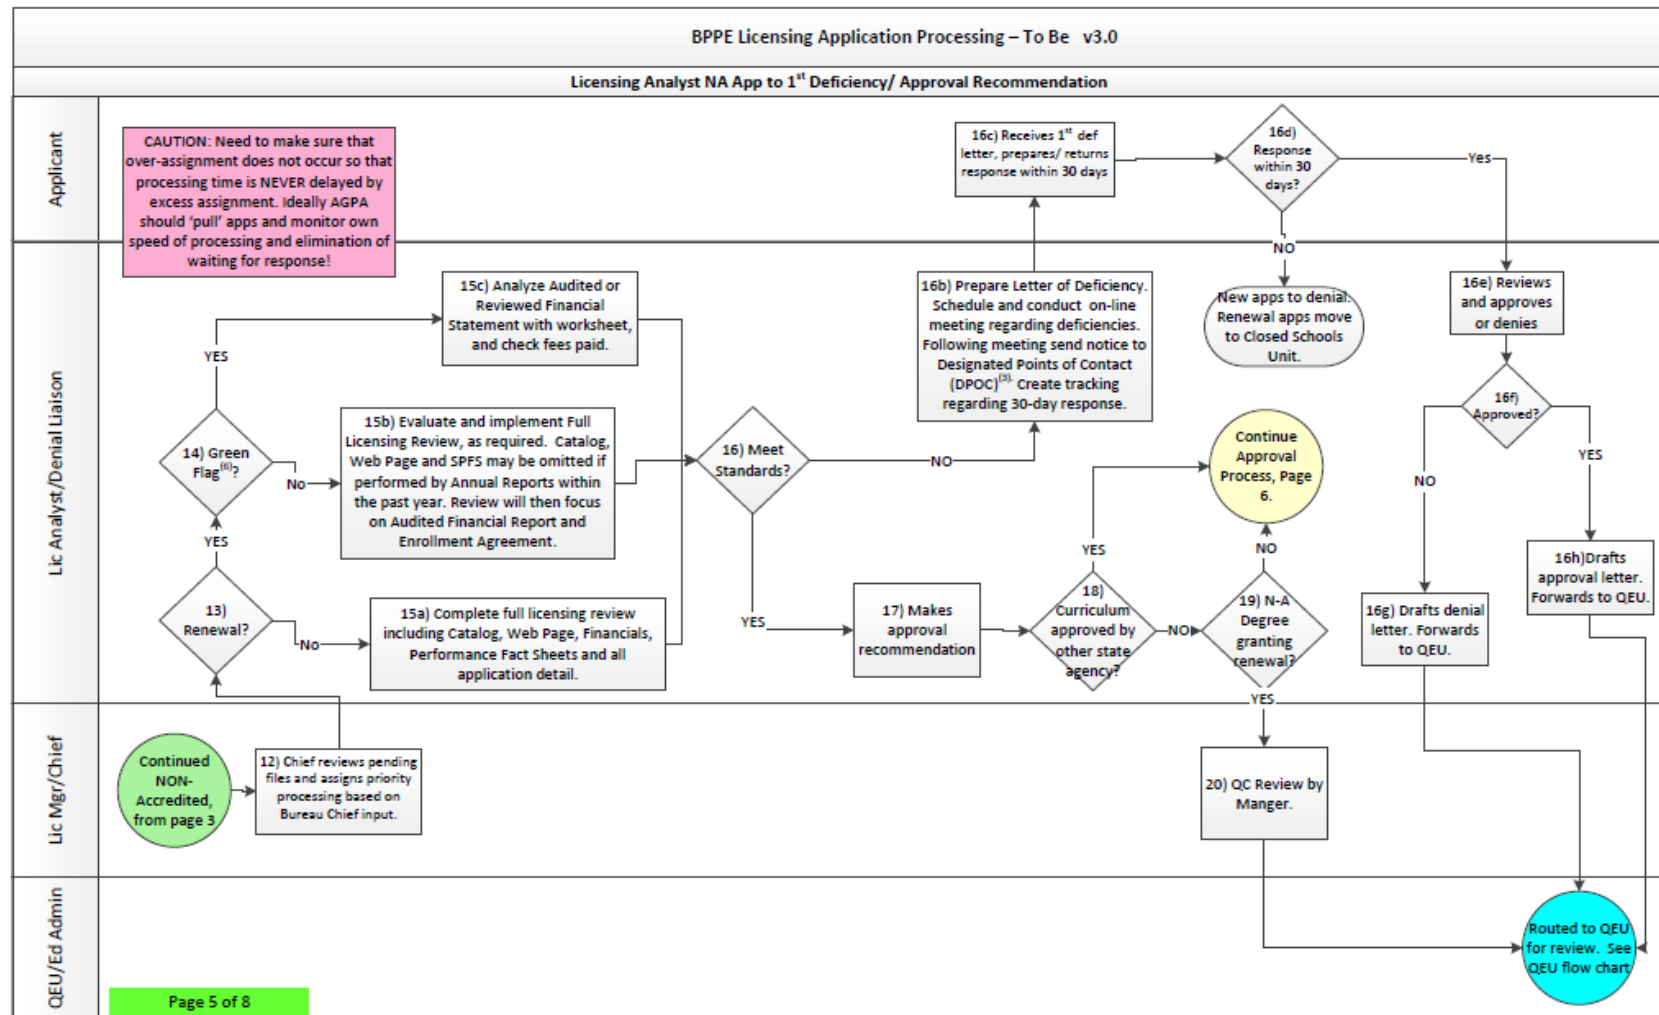 BPPE Licensing Application Processing – To Be v3.0
Licensing Analyst NA App to 1st Deficiency/ Approval Recommendation
Applicant
CAUTION: Need to make sure that
over-assignment does not occur so that
processing time is NEVER delayed by
excess assignment. Ideally AGPA
should ‘pull’ apps and monitor own
speed of processing and elimination of
waiting for response!
16c) Receives 1st def
letter, prepares/ returns
response within 30 days
16d)
Response
within 30
days?
Yes
NO
Lic Analyst/Denial Liaison
15c) Analyze Audited or
Reviewed Financial
Statement with worksheet,
and check fees paid.
16b) Prepare Letter of Deficiency.
Schedule and conduct on-line
meeting regarding deficiencies.
Following meeting send notice to
Designated Points of Contact
(DPOC)(3). Create tracking
regarding 30-day response.
New apps to denial.
Renewal apps move
to Closed Schools
Unit.
16e) Reviews
and approves
or denies
YES
14) Green
Flag(6)?
No
15b) Evaluate and implement Full
Licensing Review, as required. Catalog,
Web Page and SPFS may be omitted if
performed by Annual Reports within
the past year. Review will then focus
on Audited Financial Report and
Enrollment Agreement.
16) Meet
Standards?
NO
Continue
Approval
Process, Page
6.
16f)
Approved?
NO
YES
YES
13)
Renewal?
No
15a) Complete full licensing review
including Catalog, Web Page, Financials,
Performance Fact Sheets and all
application detail.
YES
17) Makes
approval
recommendation
YES
18)
Curriculum
approved by
other state
agency?
NO
NO
19) N-A
Degree
granting
renewal?
YES
16g) Drafts denial
letter. Forwards
to QEU.
16h)Drafts
approval letter.
Forwards to QEU.
Lic Mgr/Chief
Continued
NON-
Accredited,
from page 3
12) Chief reviews pending
files and assigns priority
processing based on
Bureau Chief input.
20) QC Review by
Manger.
QEU/Ed Admin
Routed to QEU
for review. See
QEU flow chart
Page 5 of 8